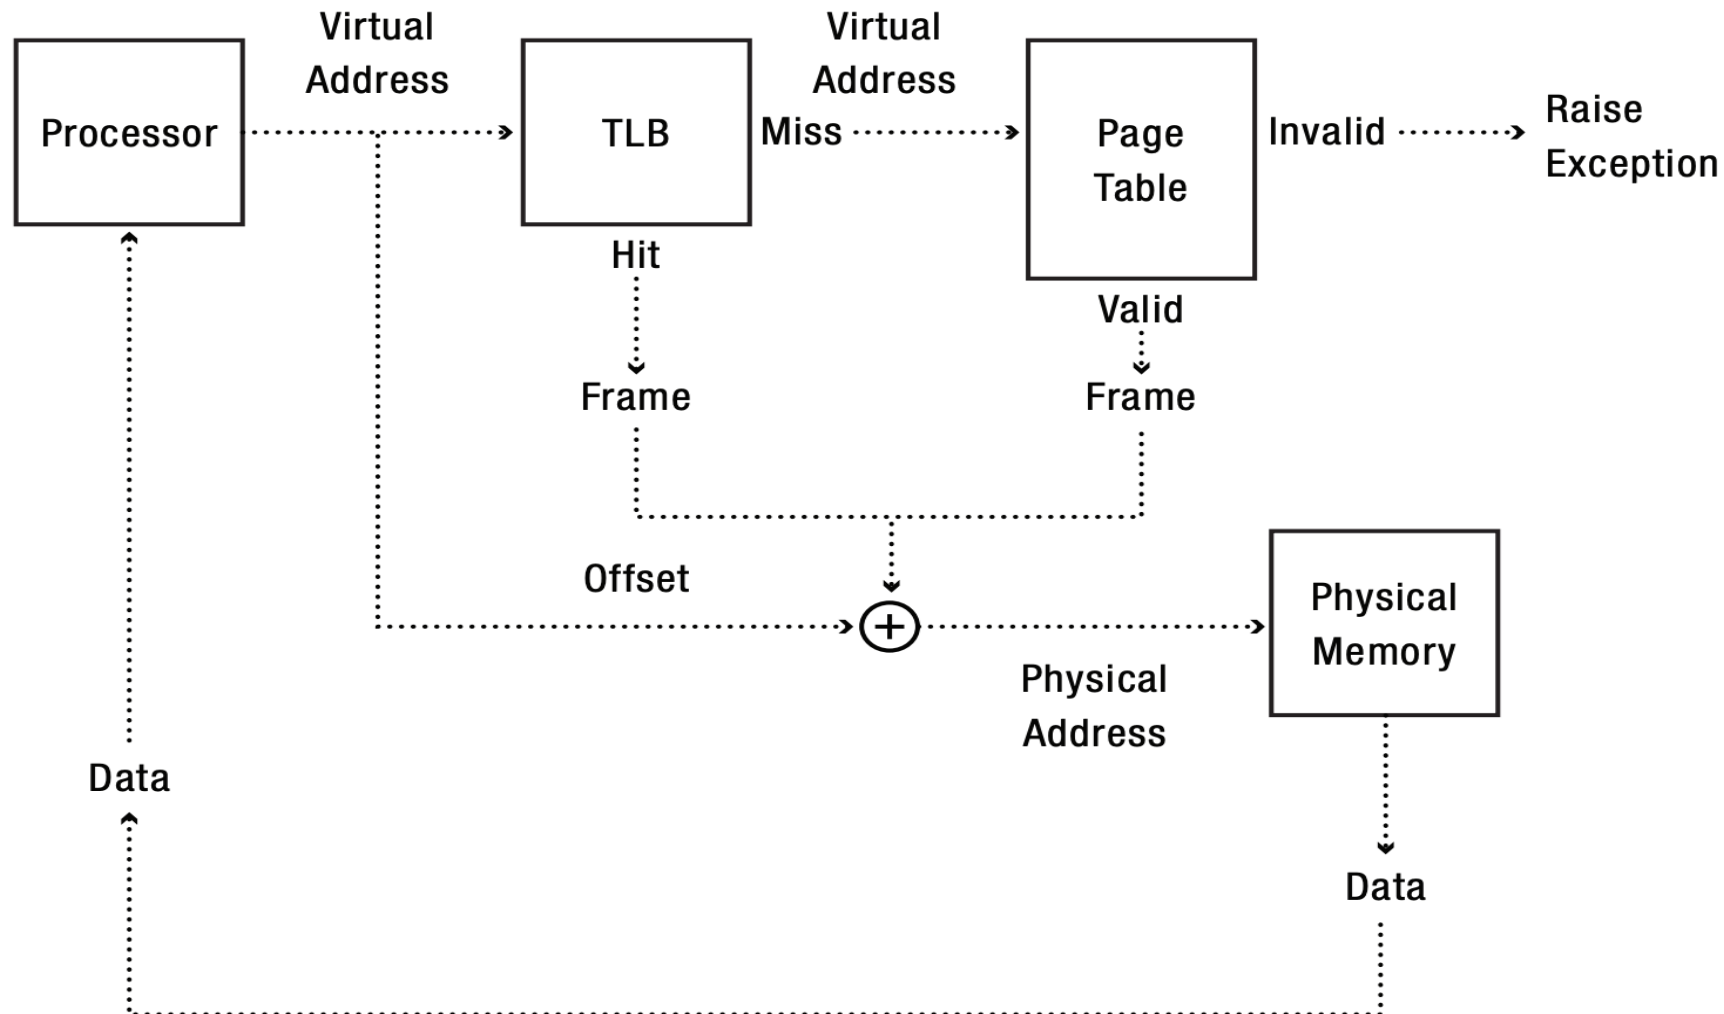 Virtual
Address
Virtual
Address
Processor
TLB
Miss
Page
Table
Invalid
Raise
Exception
Hit
Valid
Frame
Frame
Offset
+
Physical
Memory
Physical
Address
Data
Data